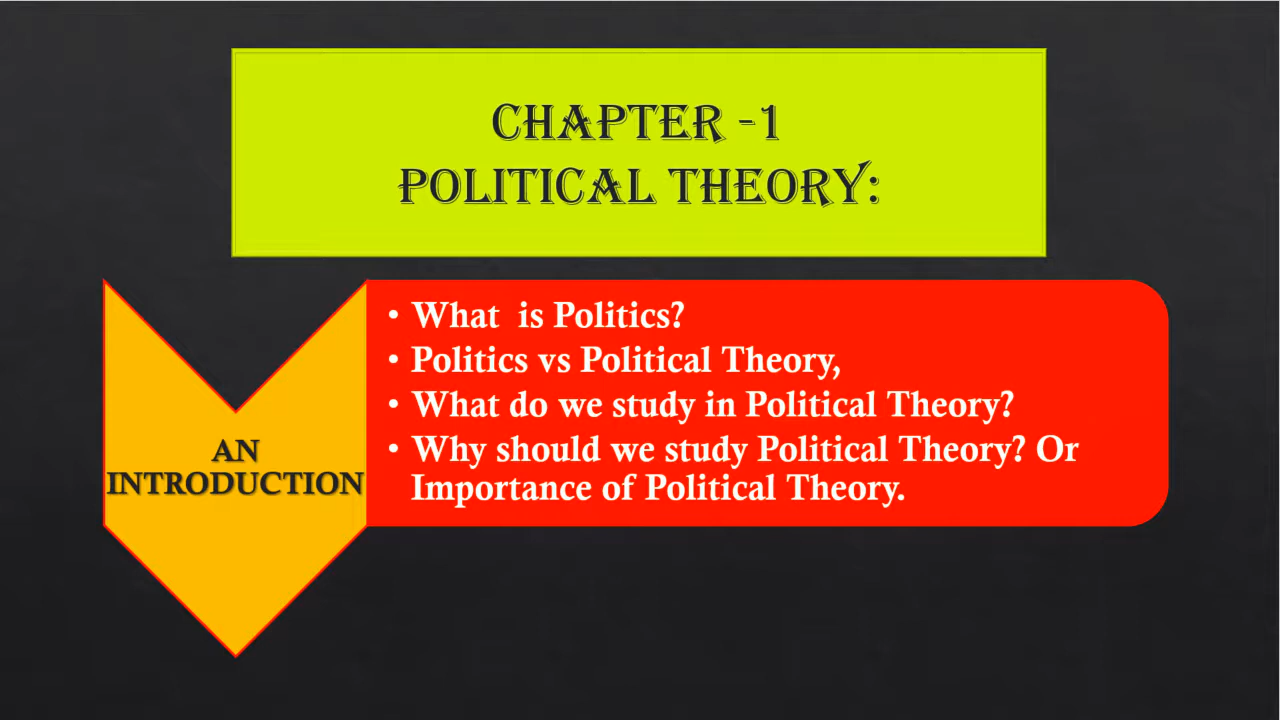 CHAPTER -1
POLITICAL THEORY:
AN
INTRODUCTION
• What is Politics?
• Politics vs Political Theory,
• What do we study in Political Theory?
• Why should we study Political Theory? Or
Importance of Political Theory.